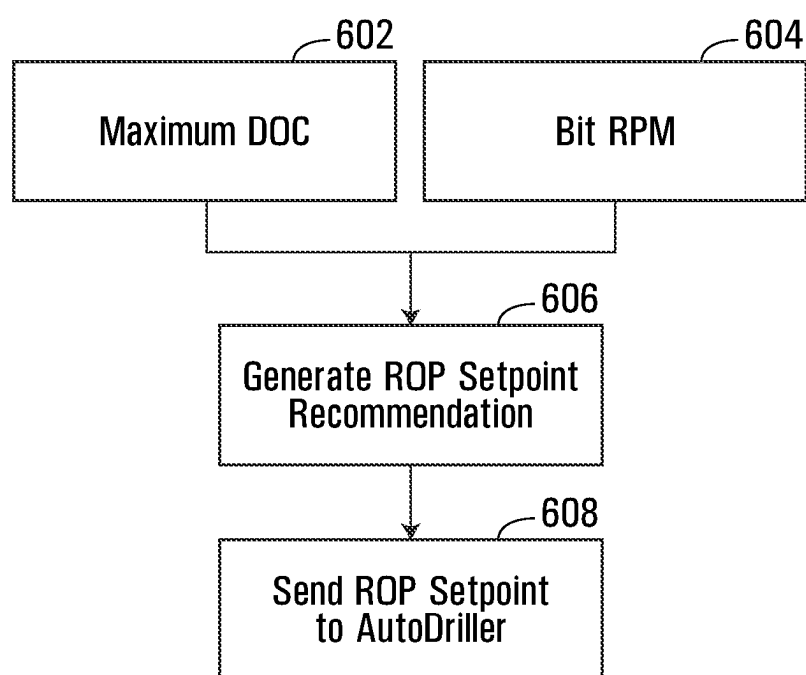 602
604
Maximum DOC
Bit RPM
606
Generate ROP Setpoint
Recommendation
608
Send ROP Setpoint
to AutoDriller